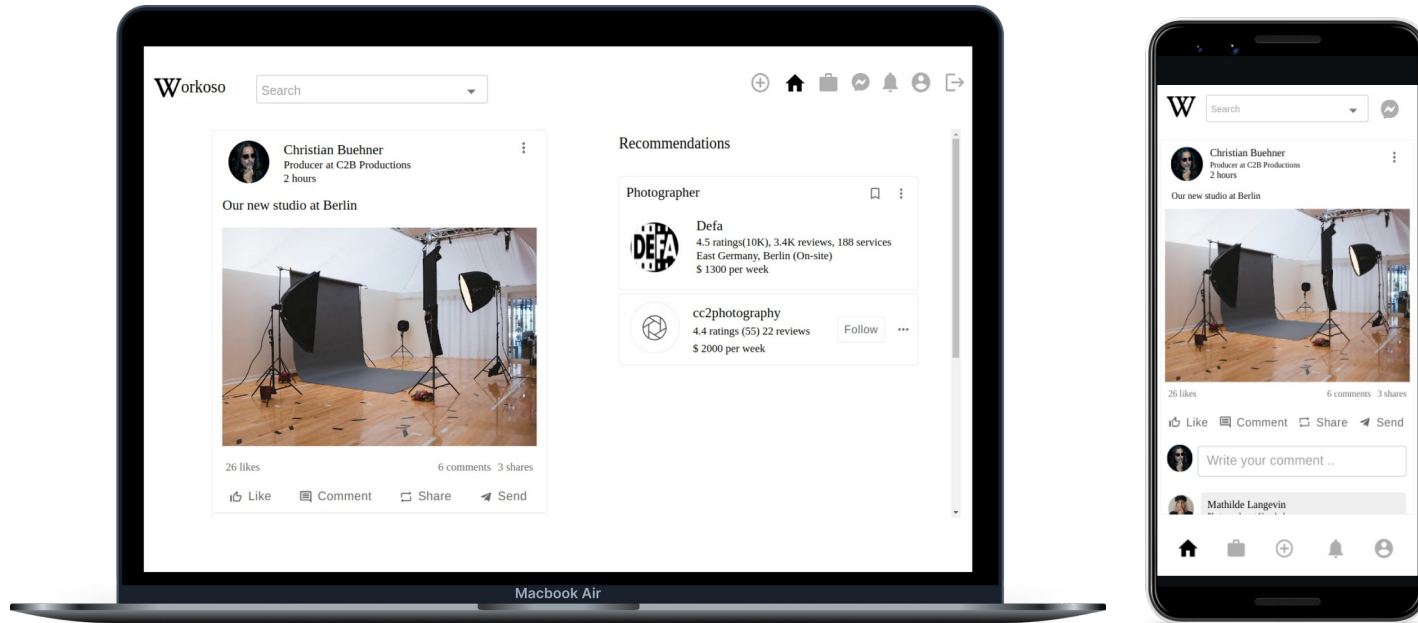 Workoso
Search
Christian Buehner
Producer at C2B Productions
2 hours
Our new studio at Berlin
26 likes
6 comments 3 shares
Like Comment Share Send
Recommendations
Photographer
DEFA
Defa
4.5 ratings(10K), 3.4K reviews, 188 services
East Germany, Berlin (On-site)
$ 1300 per week
cc2photography
4.4 ratings (55) 22 reviews
$ 2000 per week
Follow
Macbook Air
W
Search
Christian Buehner
Producer at C2B Productions
2 hours
Our new studio at Berlin
26 likes
6 comments 3 shares
Like Comment Share Send
Write your comment ..
Mathilde Langevin